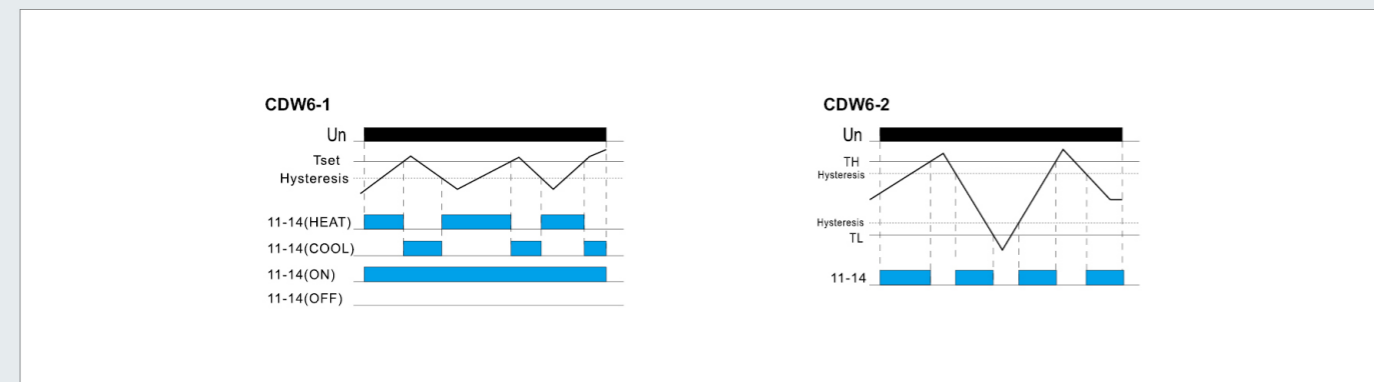 CDW6-1
Un
Tset
Hysteresis
11-14(HEAT)
11-14(COOL)
11-14(ON)
11-14(OFF)
CDW6-2
Un
TH
Hysteresis
Hysteresis
TL
11-14